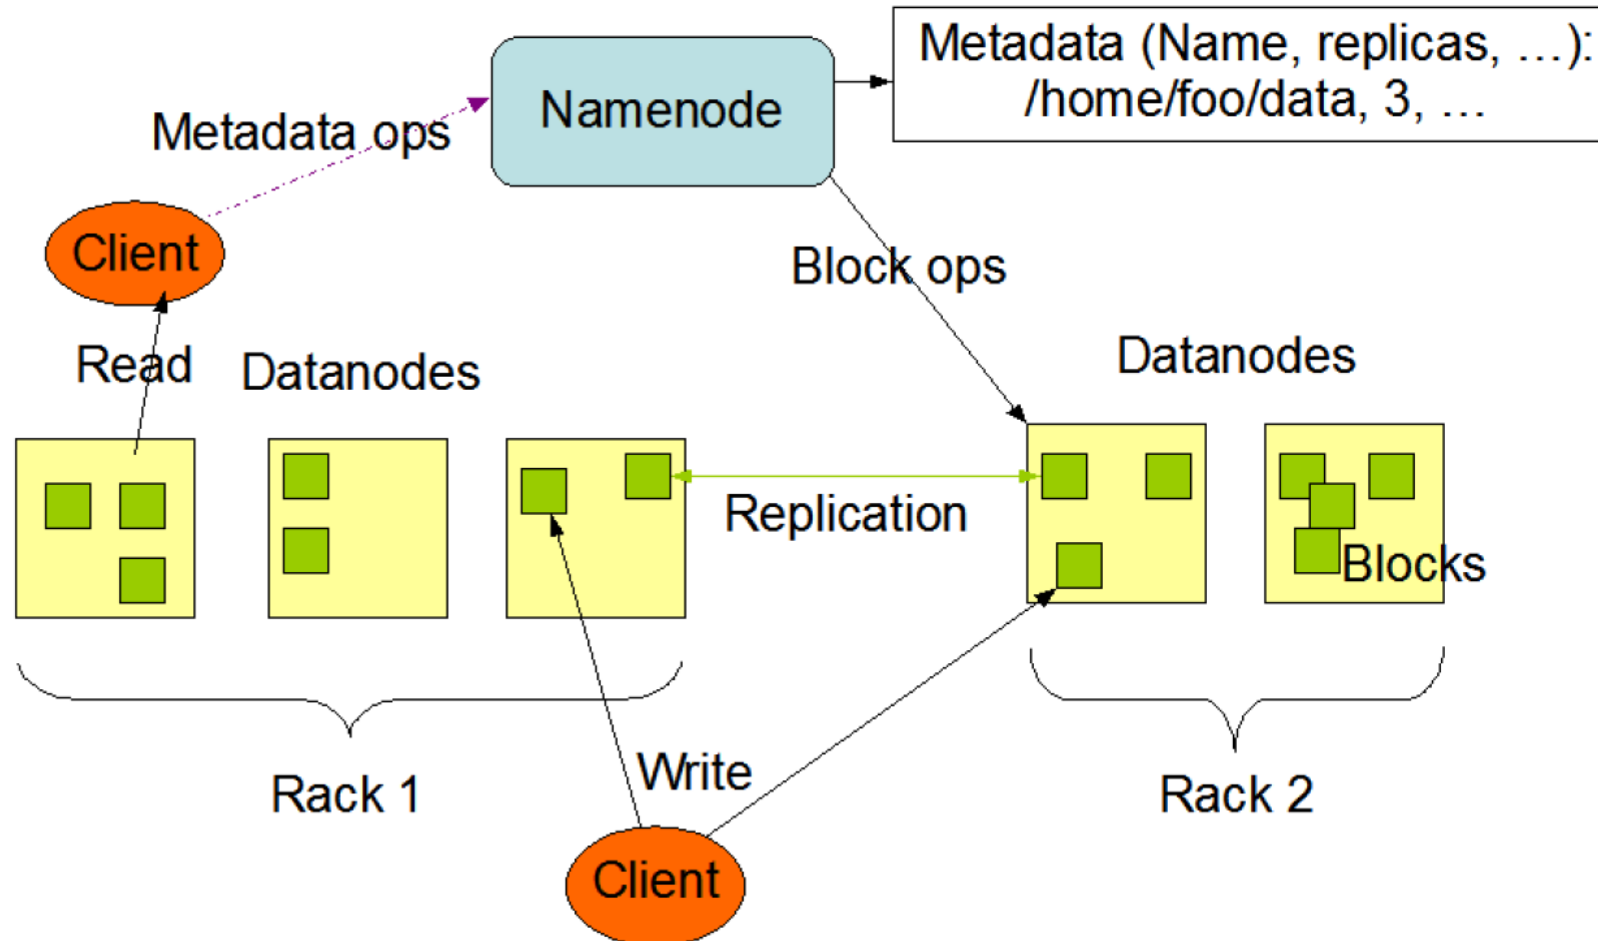 Metadata (Name, replicas, …):
/home/foo/data, 3, …
Namenode
Metadata ops
Client
Block ops
Read
Datanodes
Datanodes
Replication
Blocks
Rack 1
Write
Rack 2
Client